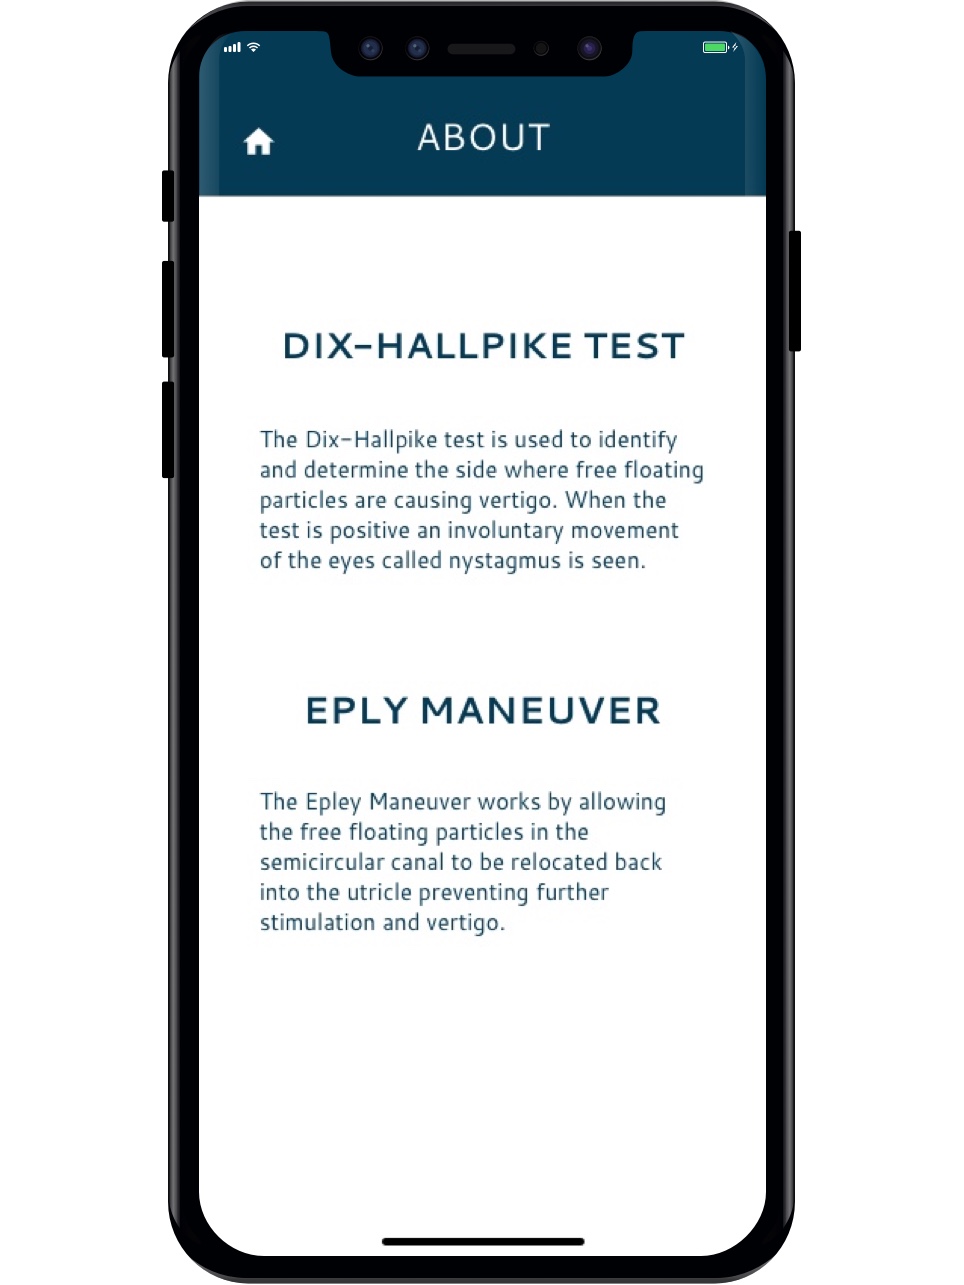 ABOUT
DIX-HALLPIKE TEST
The Dix-Hallpike test is used to identify
and determine the side where free floating
particles are causing vertigo. When the
test is positive an involuntary movement
of the eyes called nystagmus is seen.
EPLY MANEUVER
The Epley Maneuver works by allowing
the free floating particles in the
semicircular canal to be relocated back
into the utricle preventing further
stimulation and vertigo.